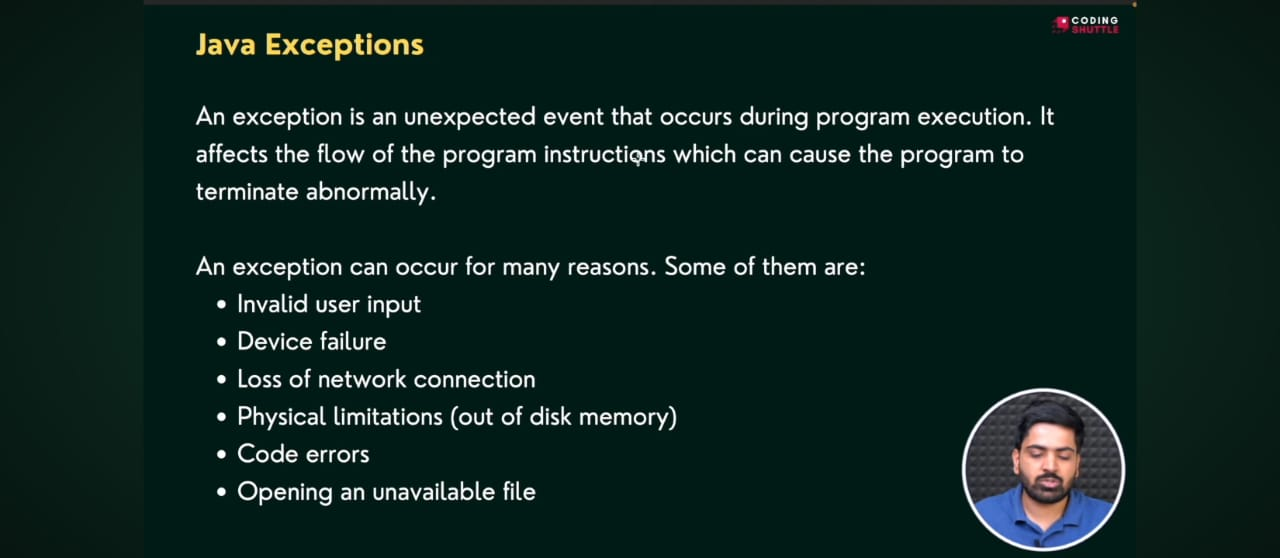 CODING
SHUTTLE
Java Exceptions
An exception is an unexpected event that occurs during program execution. It
affects the flow of the program instructions which can cause the program to
terminate abnormally.
An exception can occur for many reasons. Some of them are:
• Invalid user input
• Device failure
• Loss of network connection
• Physical limitations (out of disk memory)
• Code errors
• Opening an unavailable file